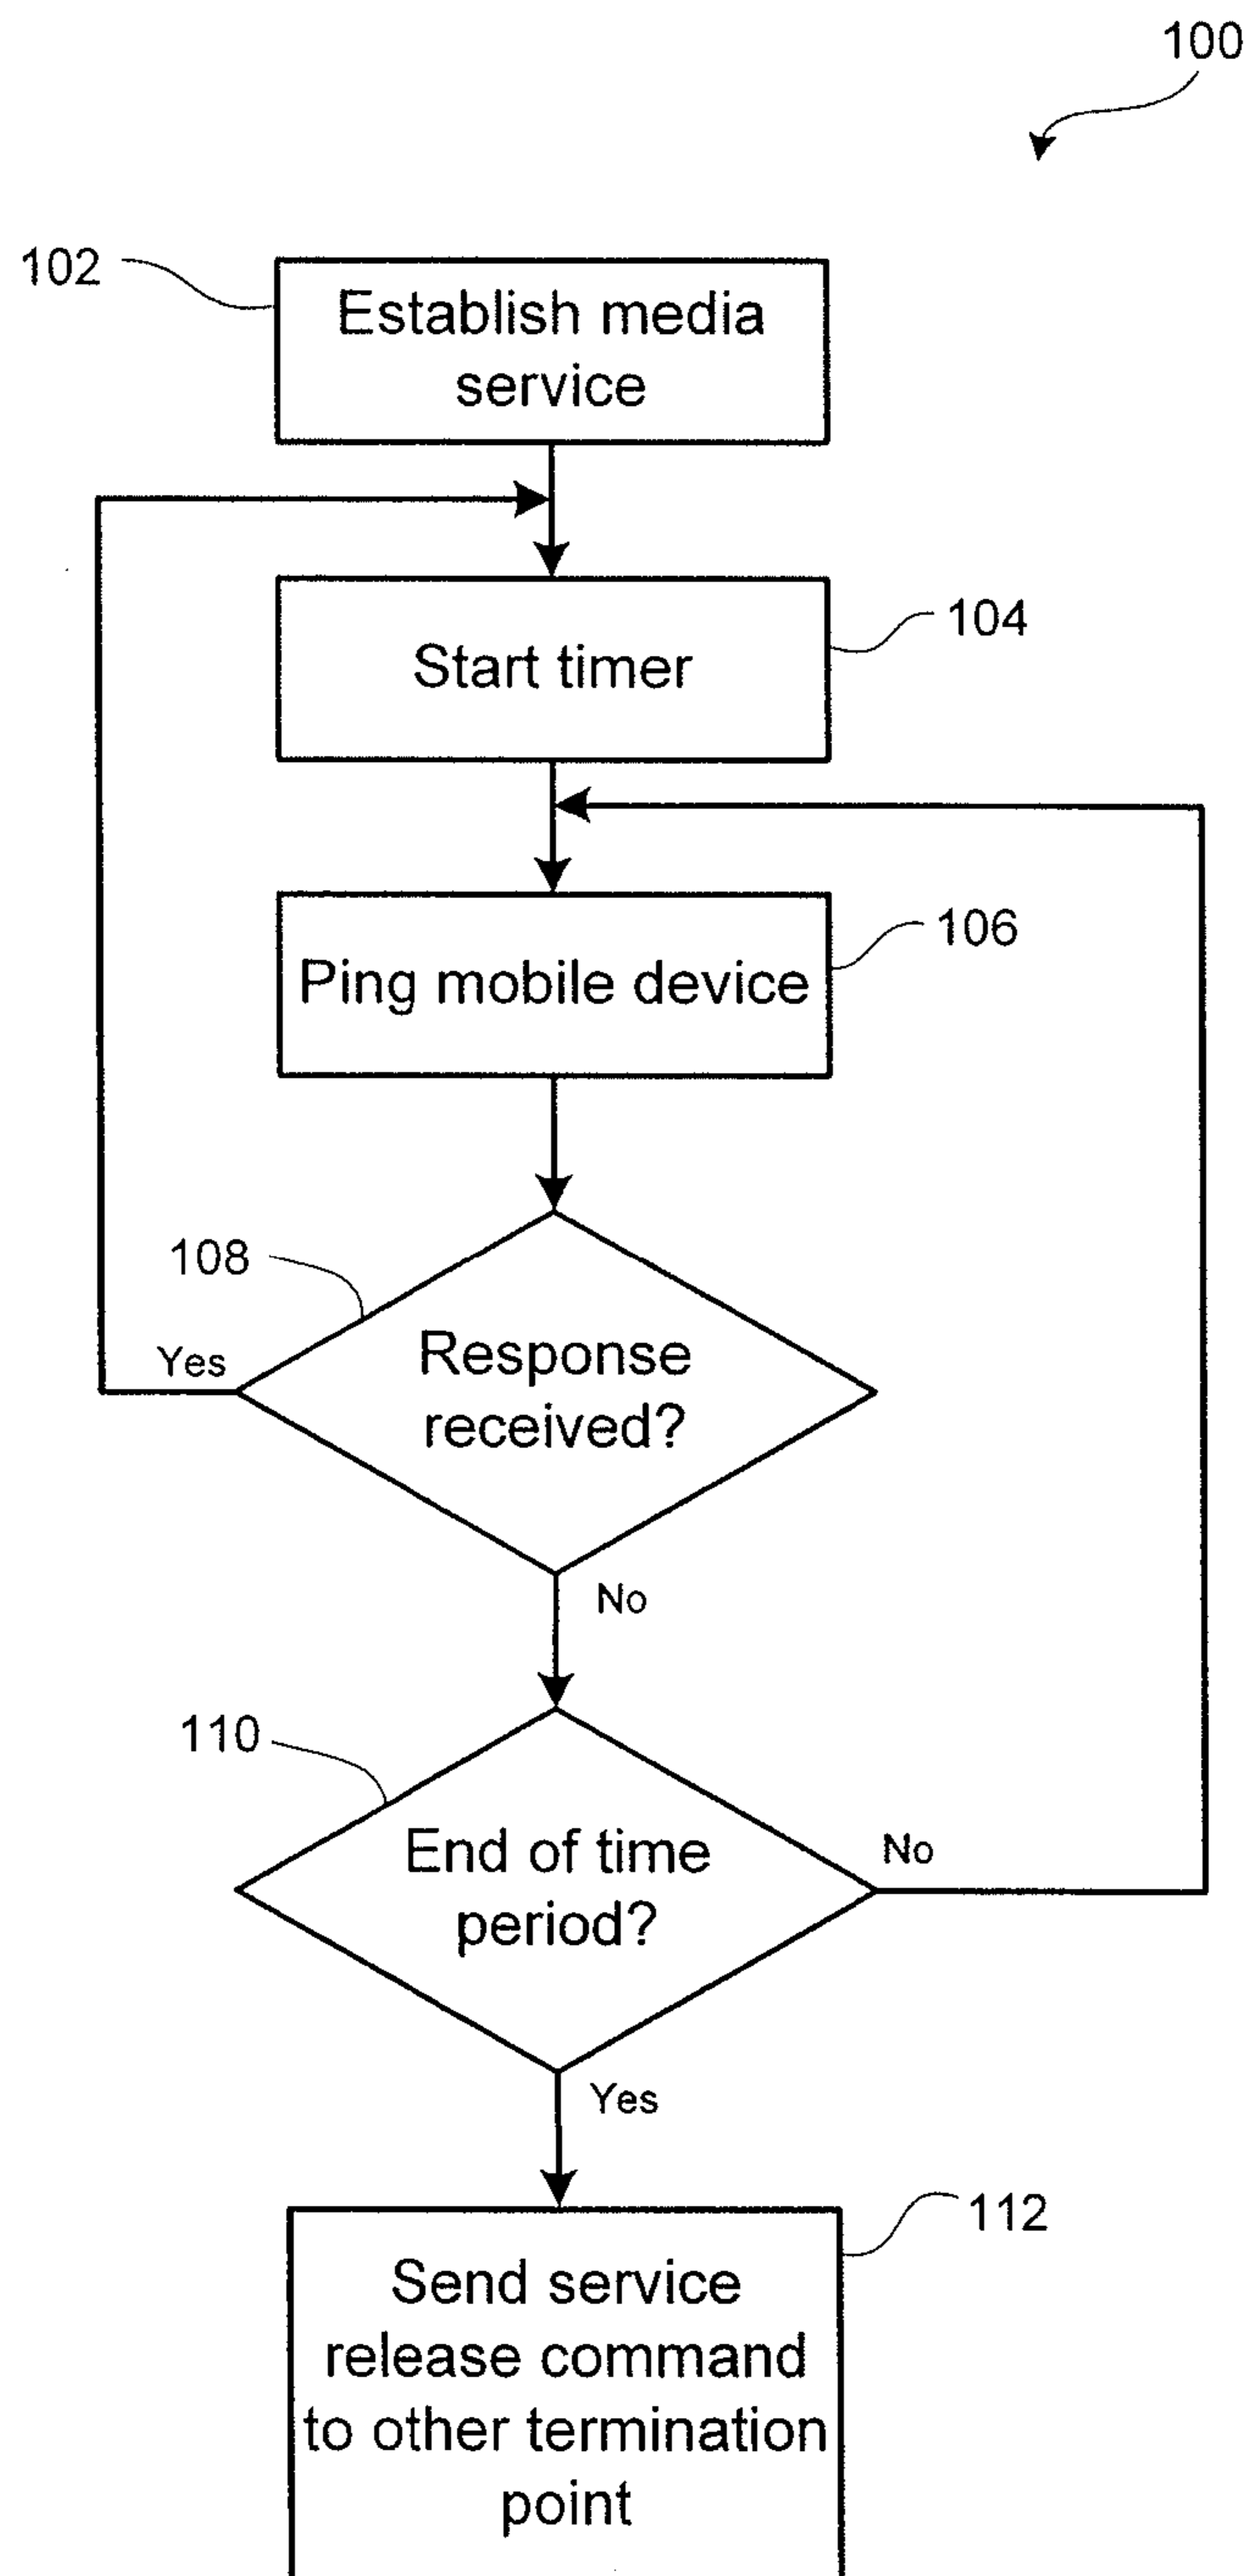 100
102
Establish media
service
Start timer
104
Ping mobile device
106
108
Yes
Response
received?
No
110
End of time
period?
No
Yes
112
Send service
release command
to other termination
point